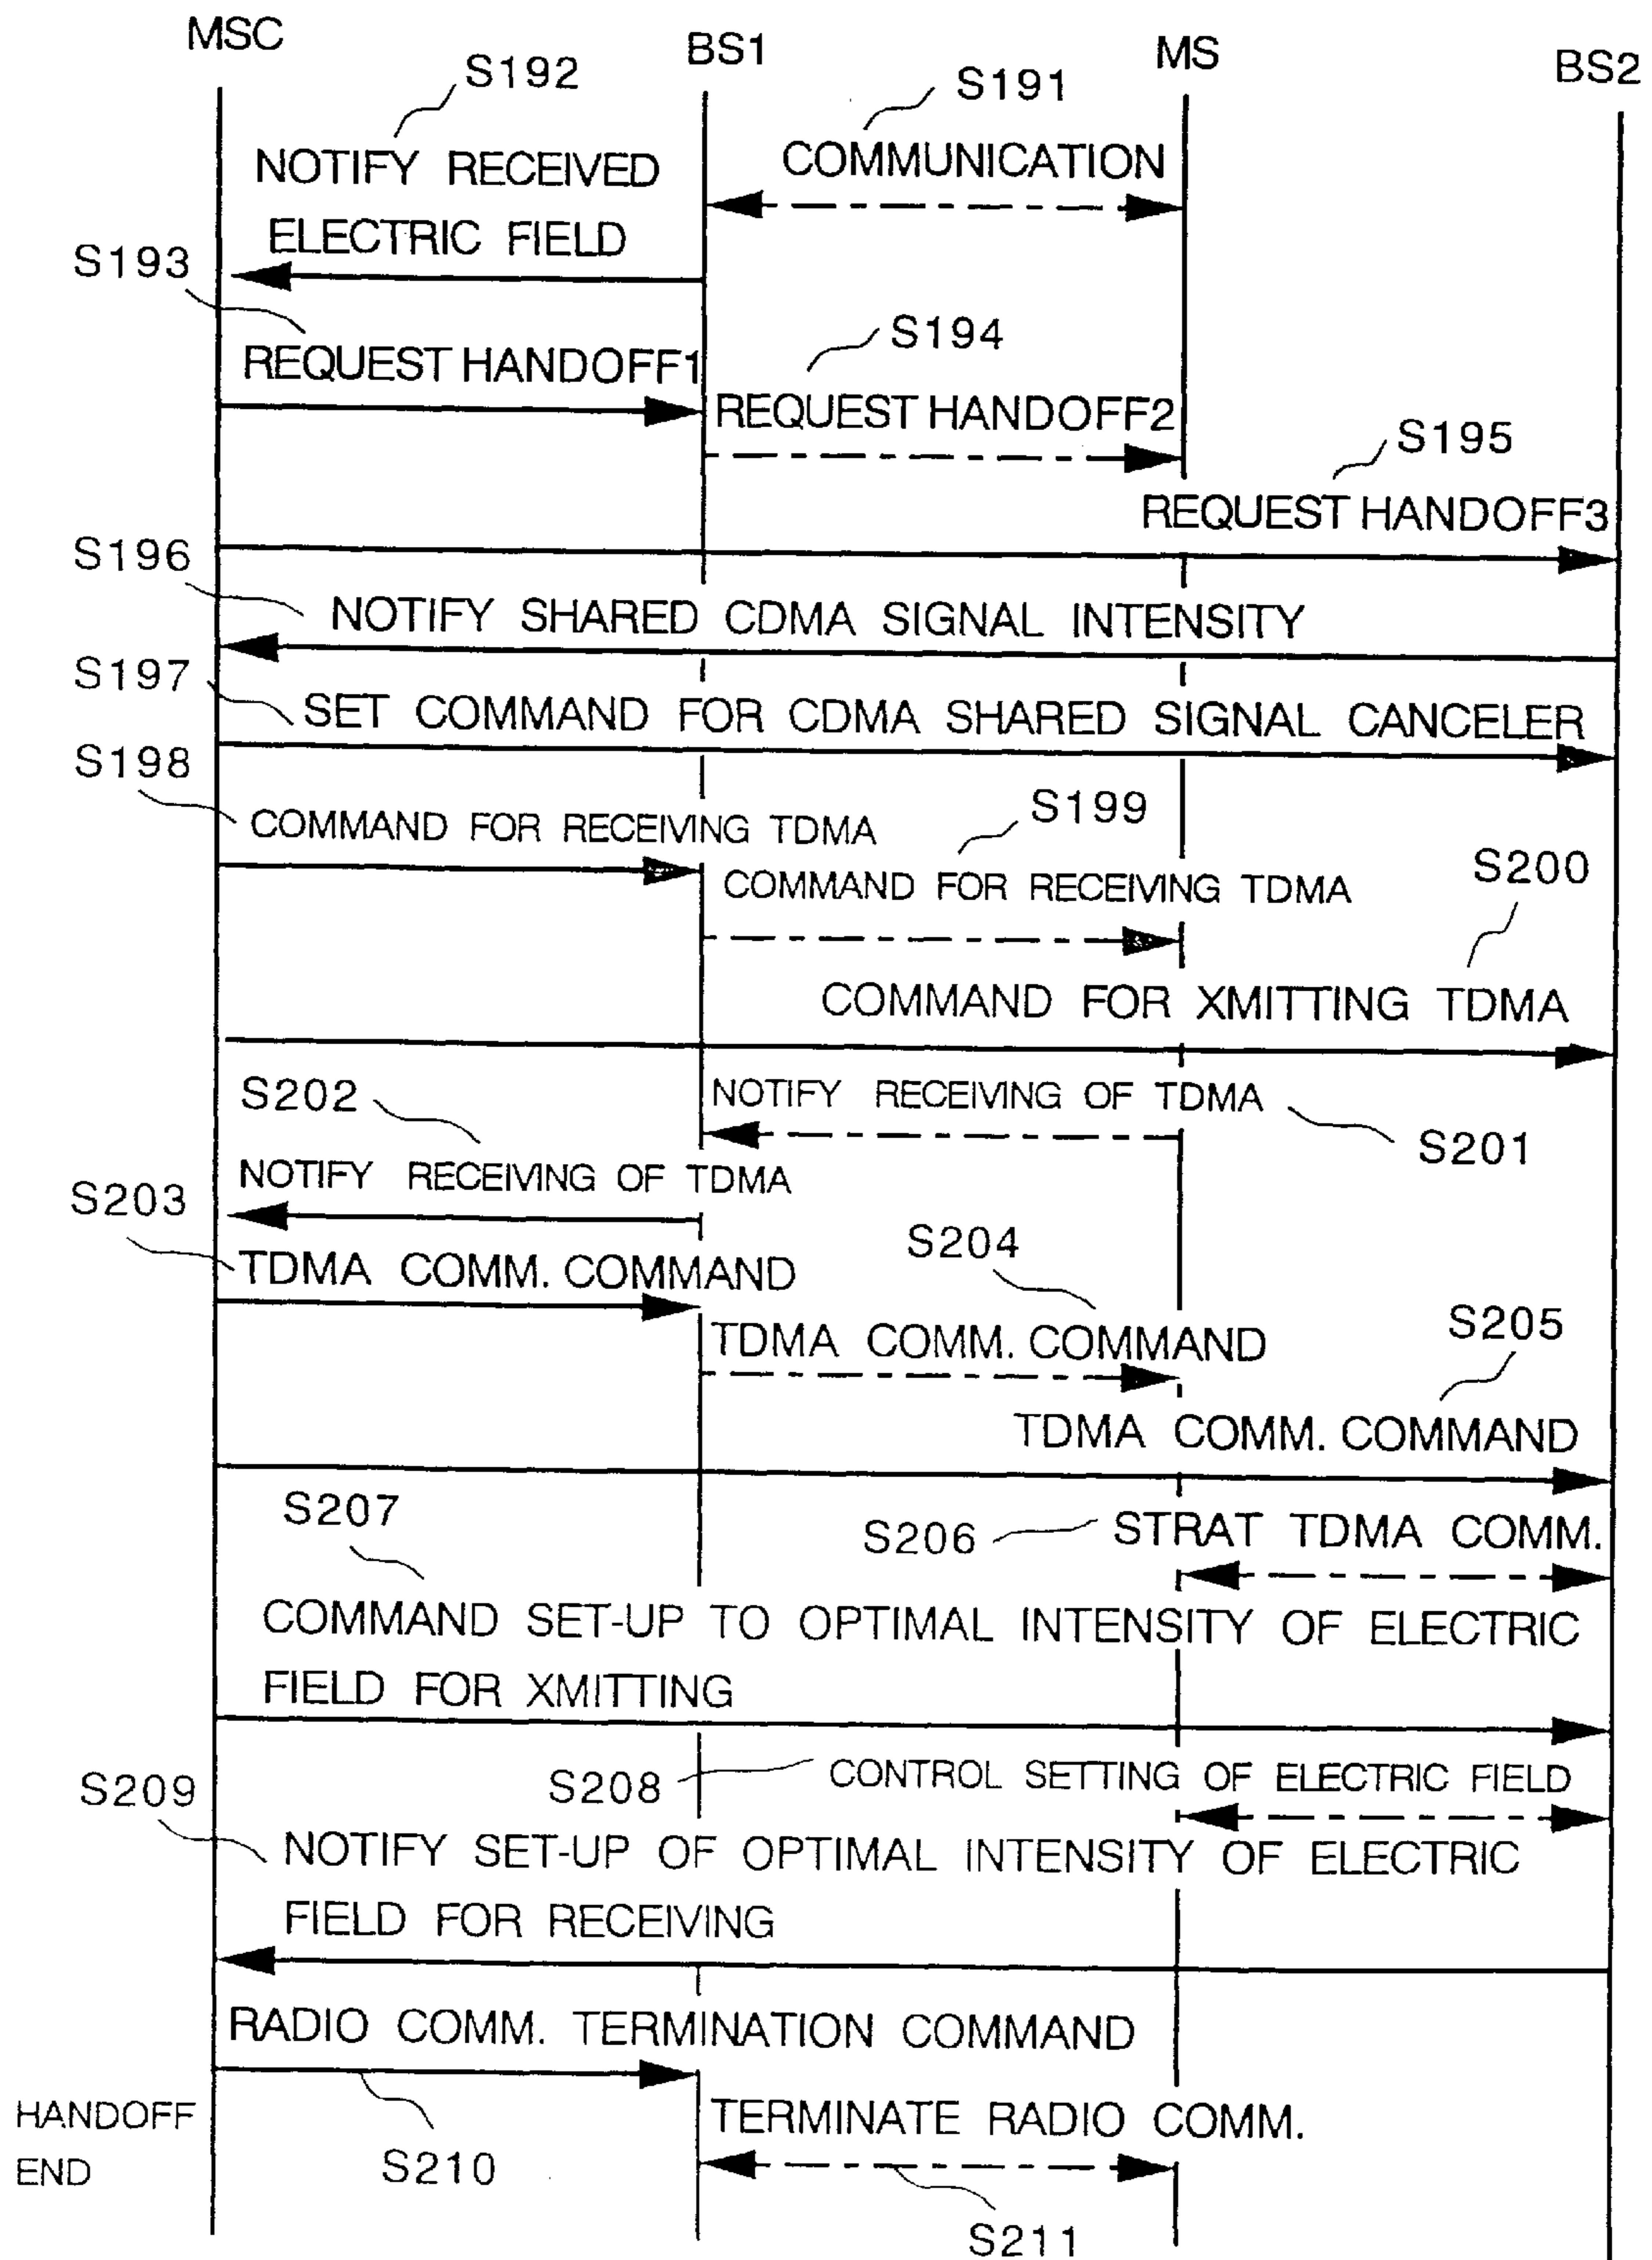 MSC
BS1
MS
BS2
S192
S191
NOTIFY RECEIVED
COMMUNICATION
ELECTRIC FIELD
S193
S194
REQUEST HANDOFF1
REQUEST HANDOFF2
S195
REQUEST HANDOFF3
S196
NOTIFY SHARED CDMA SIGNAL INTENSITY
S197
SET COMMAND FOR CDMA SHARED SIGNAL CANCELER
S198
COMMAND FOR RECEIVING TDMA
S199
COMMAND FOR RECEIVING TDMA
S200
COMMAND FOR XMITTING TDMA
S202
NOTIFY RECEIVING OF TDMA
S201
NOTIFY RECEIVING OF TDMA
S203
TDMA COMM. COMMAND
S204
TDMA COMM. COMMAND
S205
TDMA COMM. COMMAND
S207
S206
STRAT TDMA COMM.
COMMAND SET-UP TO OPTIMAL INTENSITY OF ELECTRIC
FIELD FOR XMITTING
S208
CONTROL SETTING OF ELECTRIC FIELD
S209
NOTIFY SET-UP OF OPTIMAL INTENSITY OF ELECTRIC
FIELD FOR RECEIVING
RADIO COMM. TERMINATION COMMAND
HANDOFF
END
TERMINATE RADIO COMM.
S210
S211